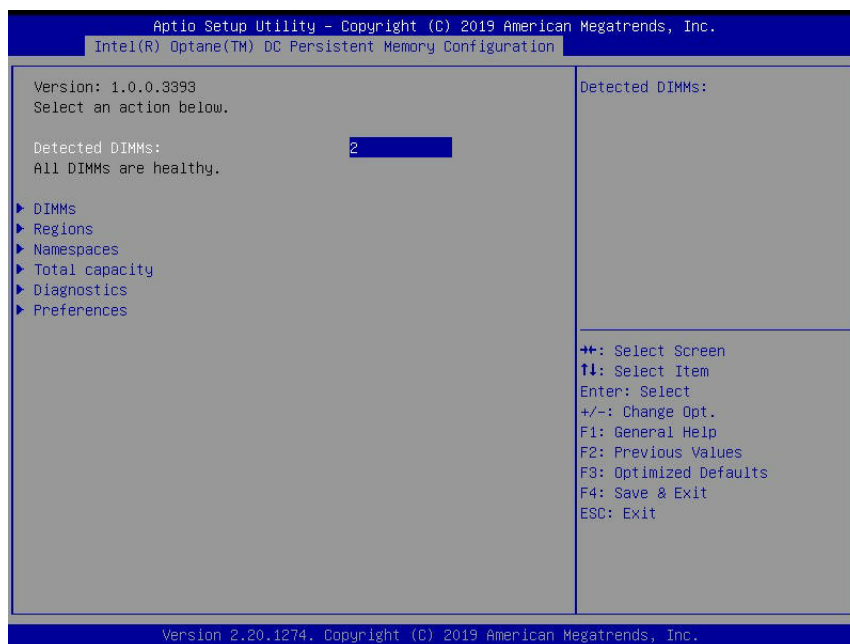 Aptio Setup Utility – Copyright (C) 2019 American Megatrends, Inc.
Intel(R) Optane(TM) DC Persistent Memory Configuration
Version: 1.0.0.3393
Select an action below.
Detected DIMMs: 2
All DIMMs are healthy.
DIMMs
Regions
Namespaces
Total capacity
Diagnostics
Preferences
Detected DIMMs:
→←: Select Screen
↑↓: Select Item
Enter: Select
+/-: Change Opt.
F1: General Help
F2: Previous Values
F3: Optimized Defaults
F4: Save & Exit
ESC: Exit
Version 2.20.1274. Copyright (C) 2019 American Megatrends, Inc.